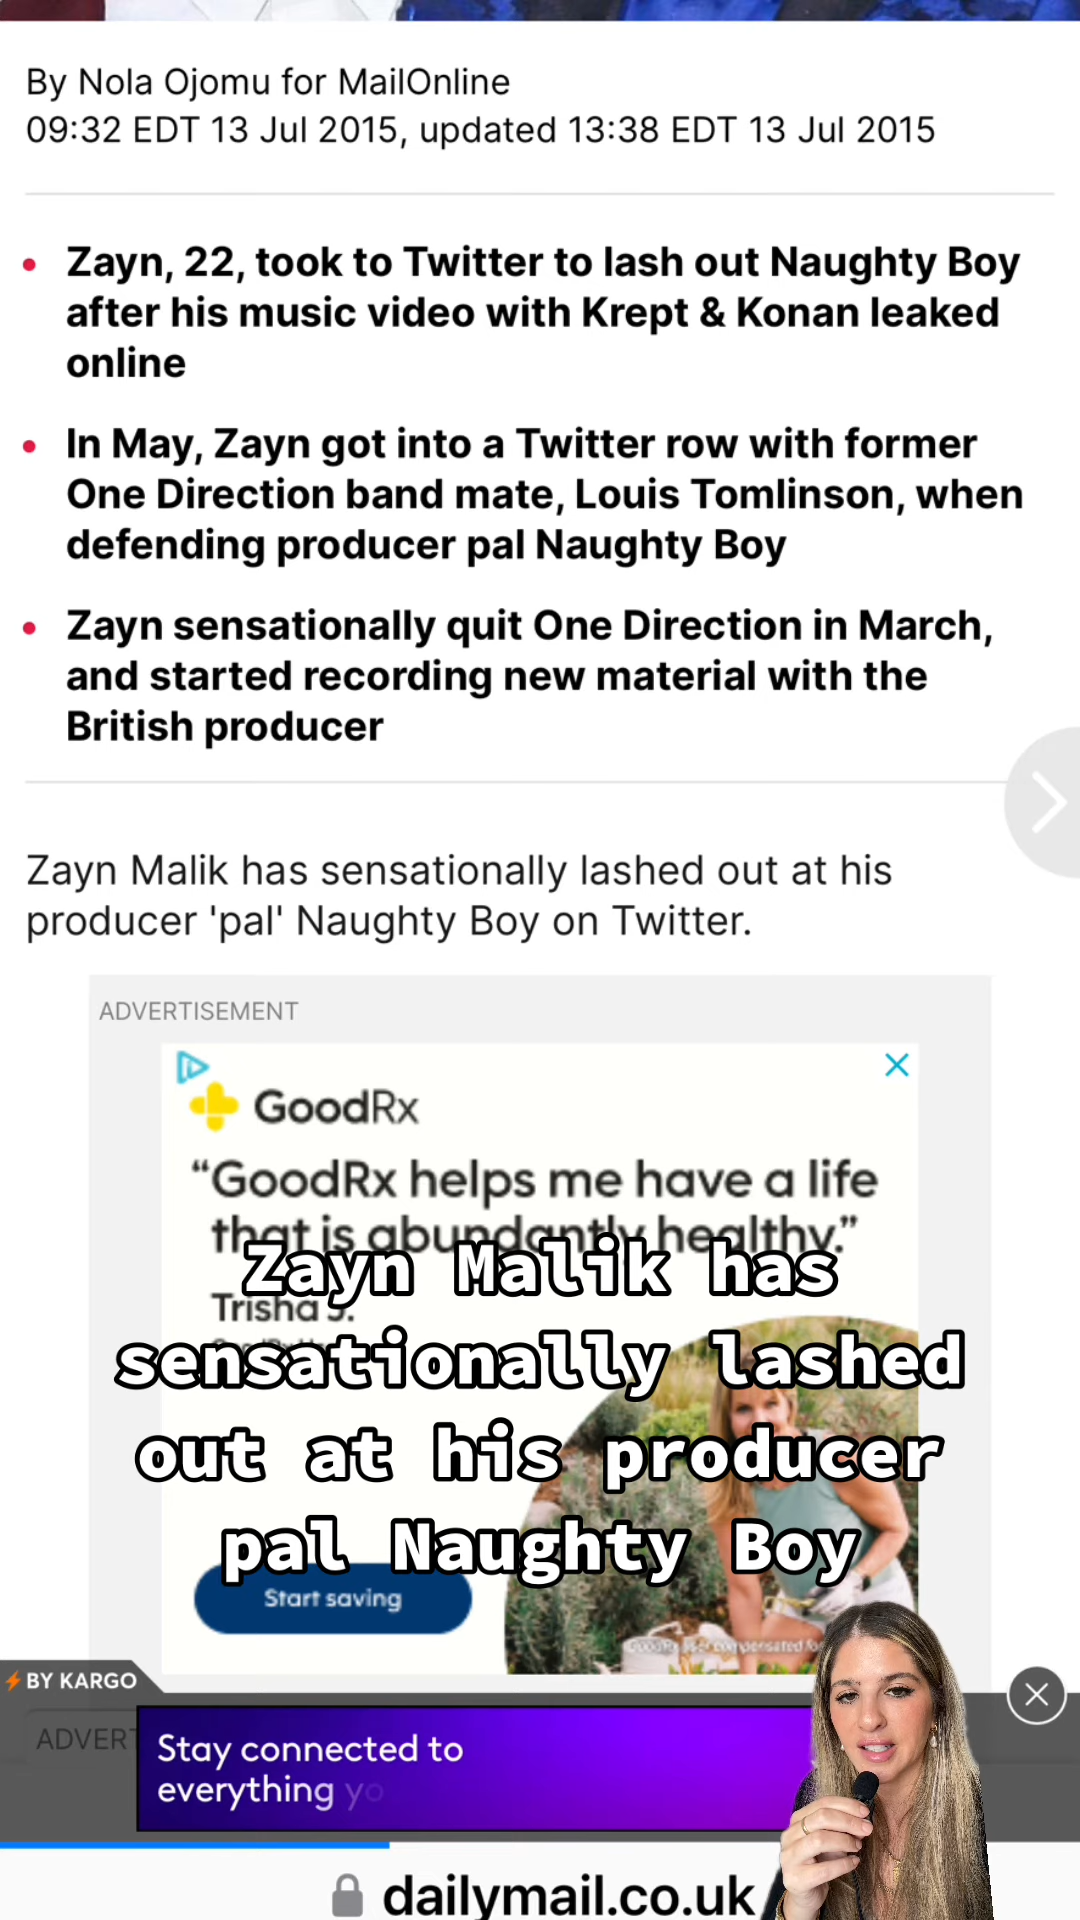 By Nola Ojomu for MailOnline
09:32 EDT 13 Jul 2015, updated 13:38 EDT 13 Jul 2015
• Zayn, 22, took to Twitter to lash out Naughty Boy
after his music video with Krept & Konan leaked
online
• In May, Zayn got into a Twitter row with former
One Direction band mate, Louis Tomlinson, when
defending producer pal Naughty Boy
• Zayn sensationally quit One Direction in March,
and started recording new material with the
British producer
Zayn Malik has sensationally lashed out at his
producer 'pal' Naughty Boy on Twitter.
ADVERTISEMENT
GoodRx
“GoodRx helps me have a life
that is abundantly healthy.”
Trisha J.
Zayn Malik has
sensationally lashed
out at his producer
pal Naughty Boy
Start saving
BY KARGO
Stay connected to
everything yo
dailymail.co.uk